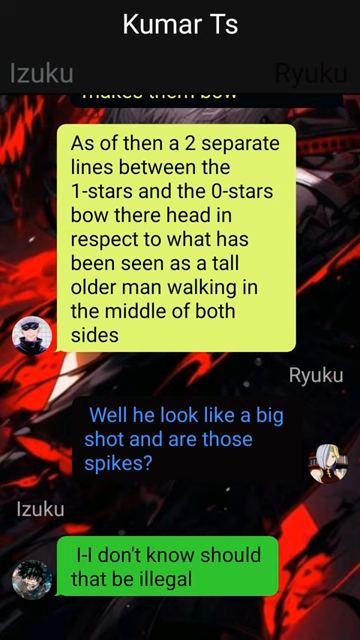 Kumar Ts
Izuku
Ryuku
makes them bow
As of then a 2 separate
lines between the
1-stars and the 0-stars
bow there head in
respect to what has
been seen as a tall
older man walking in
the middle of both
sides
Ryuku
Well he look like a big
shot and are those
spikes?
Izuku
I-I don't know should
that be illegal